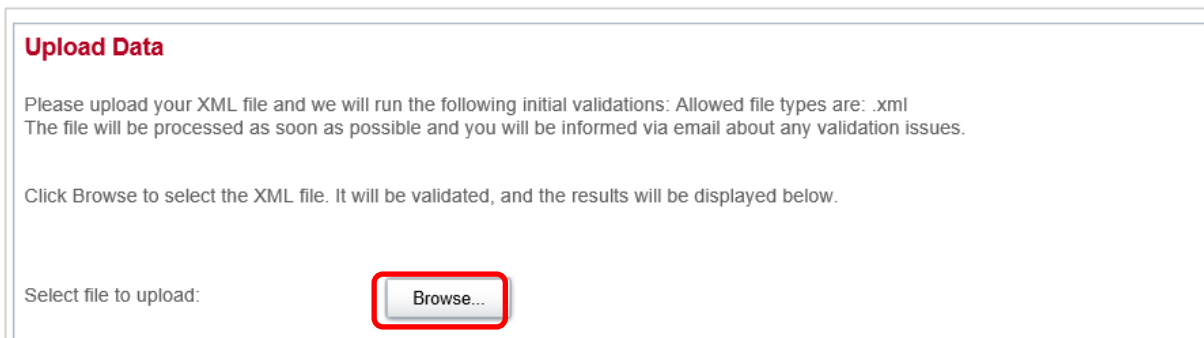 Upload Data
Please upload your XML file and we will run the following initial validations: Allowed file types are: .xml
The file will be processed as soon as possible and you will be informed via email about any validation issues.
Click Browse to select the XML file. It will be validated, and the results will be displayed below.
Select file to upload: Browse...